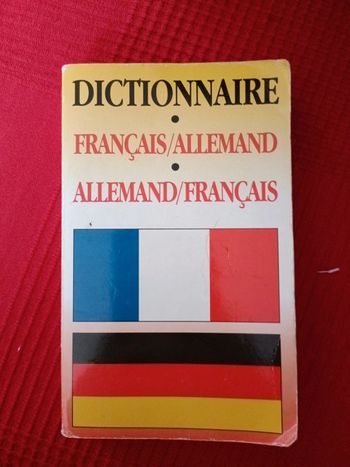 DICTIONNAIRE
•
FRANÇAIS/ALLEMAND
•
ALLEMAND/FRANÇAIS